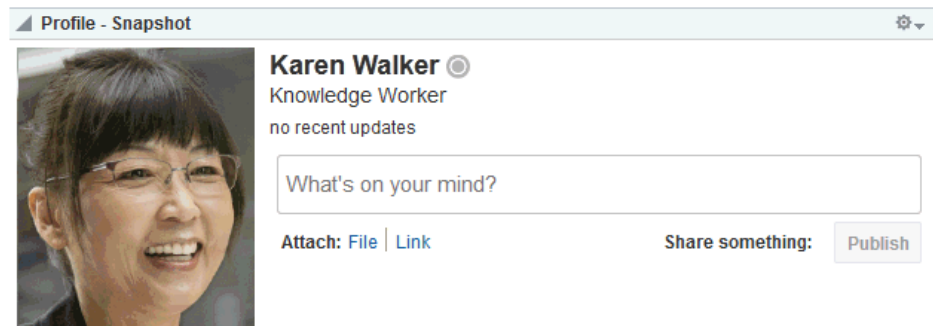 Profile - Snapshot
Karen Walker
Knowledge Worker
no recent updates
What's on your mind?
Attach: File Link Share something: Publish